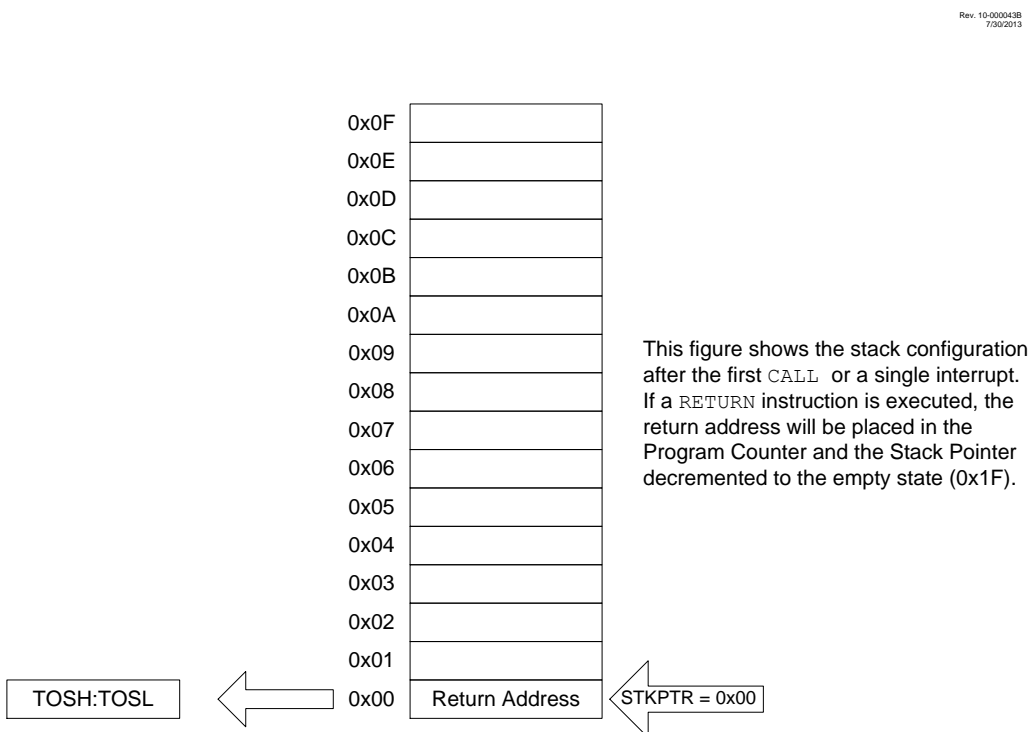 Rev. 10-000043B
7/30/2013
0x0F
0x0E
0x0D
0x0C
0x0B
0x0A
0x09
0x08
0x07
0x06
0x05
0x04
0x03
0x02
0x01
This figure shows the stack configuration
after the first CALL or a single interrupt.
If a RETURN instruction is executed, the
return address will be placed in the
Program Counter and the Stack Pointer
decremented to the empty state (0x1F).
TOSH:TOSL
0x00
Return Address
STKPTR = 0x00